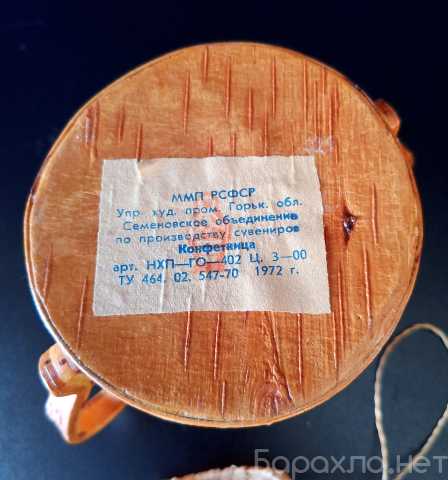 ММП РСФСР
Упр. худ. пром. Горьк. обл.
Семеновское объединение
по производству сувениров
Конфетница
арт. НХП—ГО—402 Ц. 3—00
ТУ 464. 02. 547-70 1972 г.
Барахла.нет